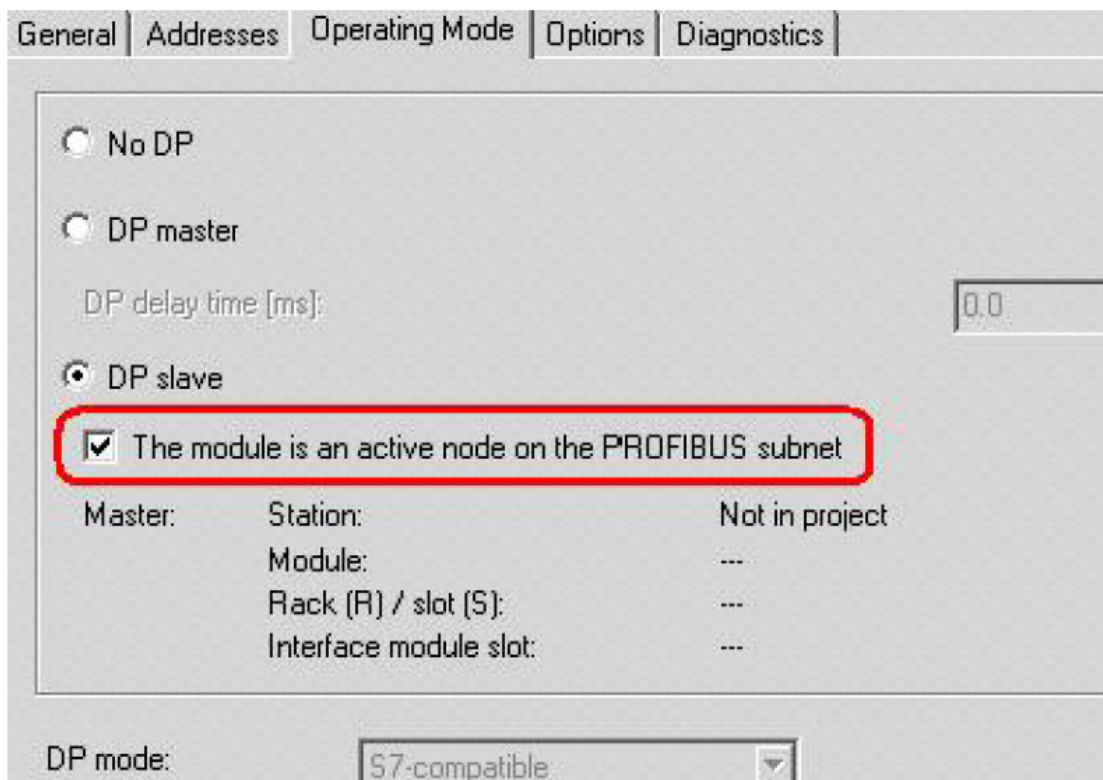 General Addresses Operating Mode Options Diagnostics
No DP
DP master
DP delay time [ms]: 0.0
DP slave
The module is an active node on the PROFIBUS subnet
Master: Station: Not in project
Module: ---
Rack (R) / slot (S): ---
Interface module slot: ---
DP mode: S7-compatible